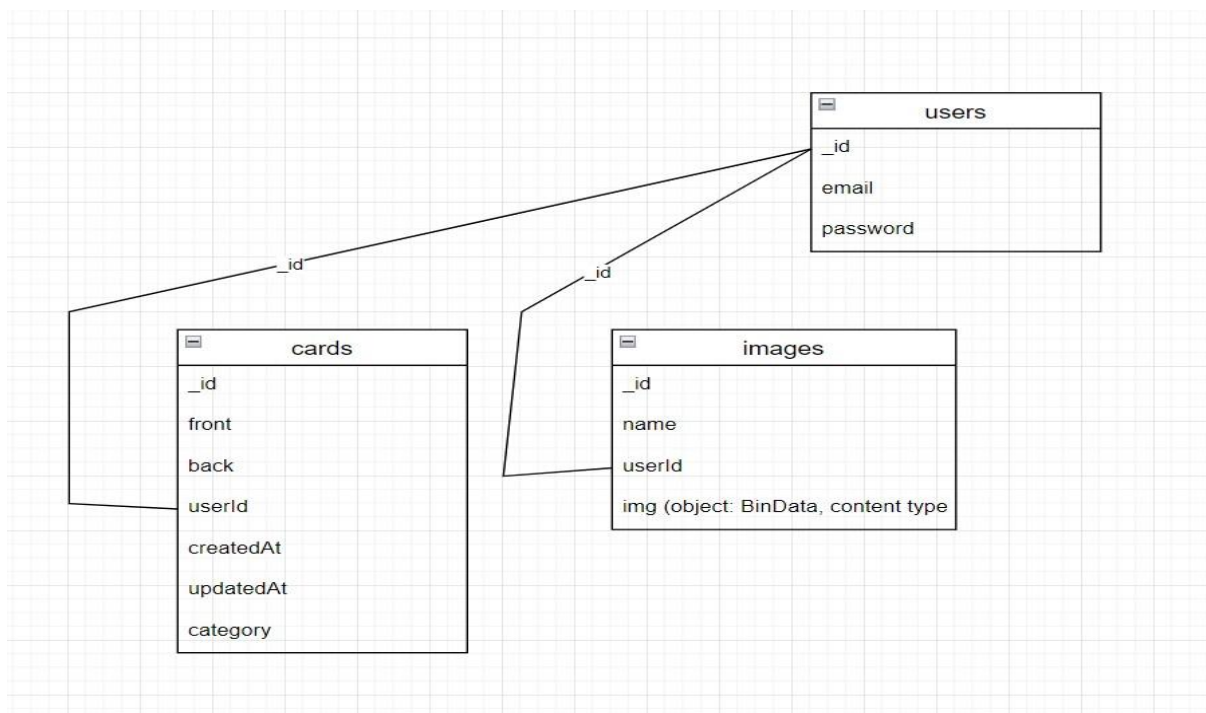 users
_id
email
password
_id
_id
cards
_id
front
back
userId
createdAt
updatedAt
category
images
_id
name
userId
img (object: BinData, content type